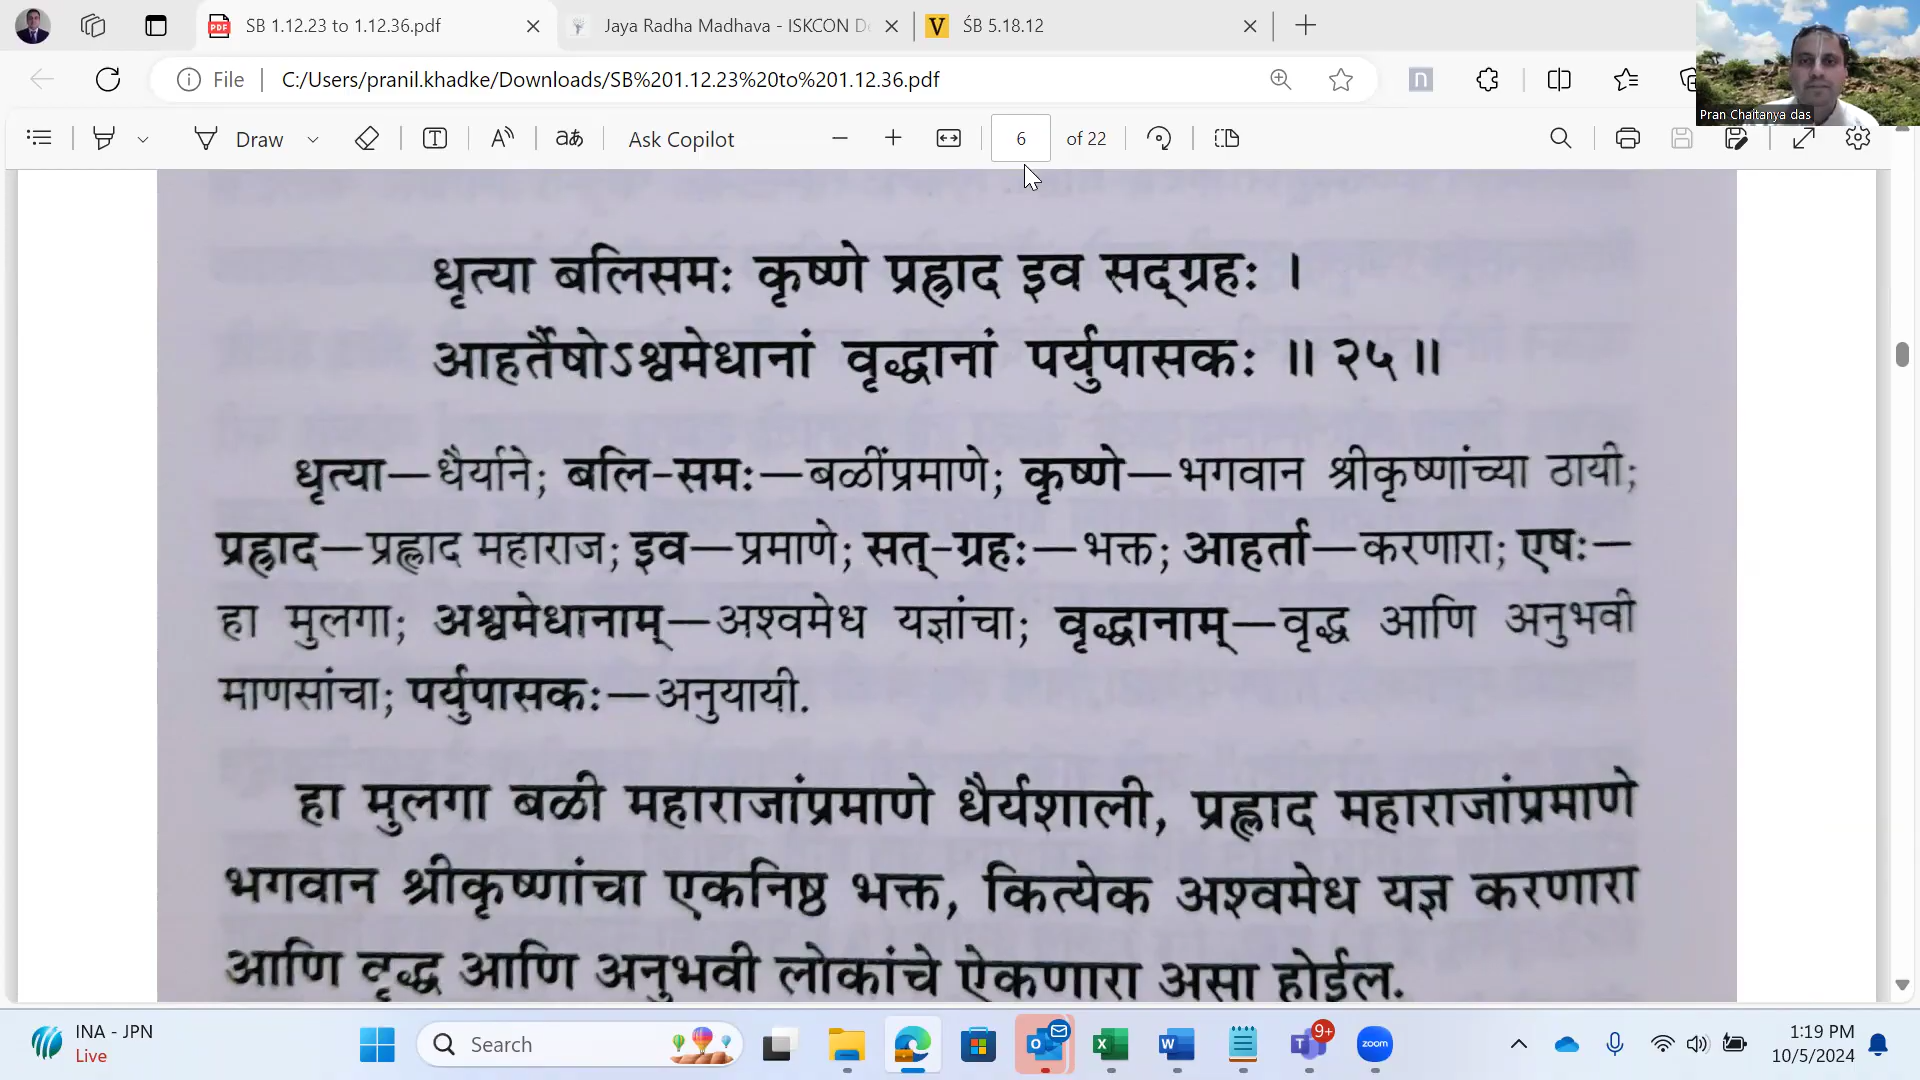 SB 1.12.23 to 1.12.36.pdf
Jaya Radha Madhava - ISKCON D
ŚB 5.18.12
File
C:/Users/pranil.khadke/Downloads/SB%201.12.23%20to%201.12.36.pdf
Pran Chaitanya das
Draw
Ask Copilot
6 of 22
धृत्या बलिसमः कृष्णे प्रह्राद इव सद्ग्रहः ।
आहर्तैषोऽश्वमेधानां वृद्धानां पर्युपासकः ॥ २५ ॥
धृत्या—धैर्याने; बलि-समः—बळींप्रमाणे; कृष्णे—भगवान श्रीकृष्णांच्या ठायी;
प्रह्राद—प्रह्लाद महाराज; इव—प्रमाणे; सत्-ग्रहः—भक्त; आहर्ता—करणारा; एषः—
हा मुलगा; अश्वमेधानाम्—अश्वमेध यज्ञांचा; वृद्धानाम्—वृद्ध आणि अनुभवी
माणसांचा; पर्युपासकः—अनुयायी.
हा मुलगा बळी महाराजांप्रमाणे धैर्यशाली, प्रह्लाद महाराजांप्रमाणे
भगवान श्रीकृष्णांचा एकनिष्ठ भक्त, कित्येक अश्वमेध यज्ञ करणारा
आणि वृद्ध आणि अनुभवी लोकांचे ऐकणारा असा होईल.
INA - JPN
Live
Search
9+
zoom
1:19 PM
10/5/2024